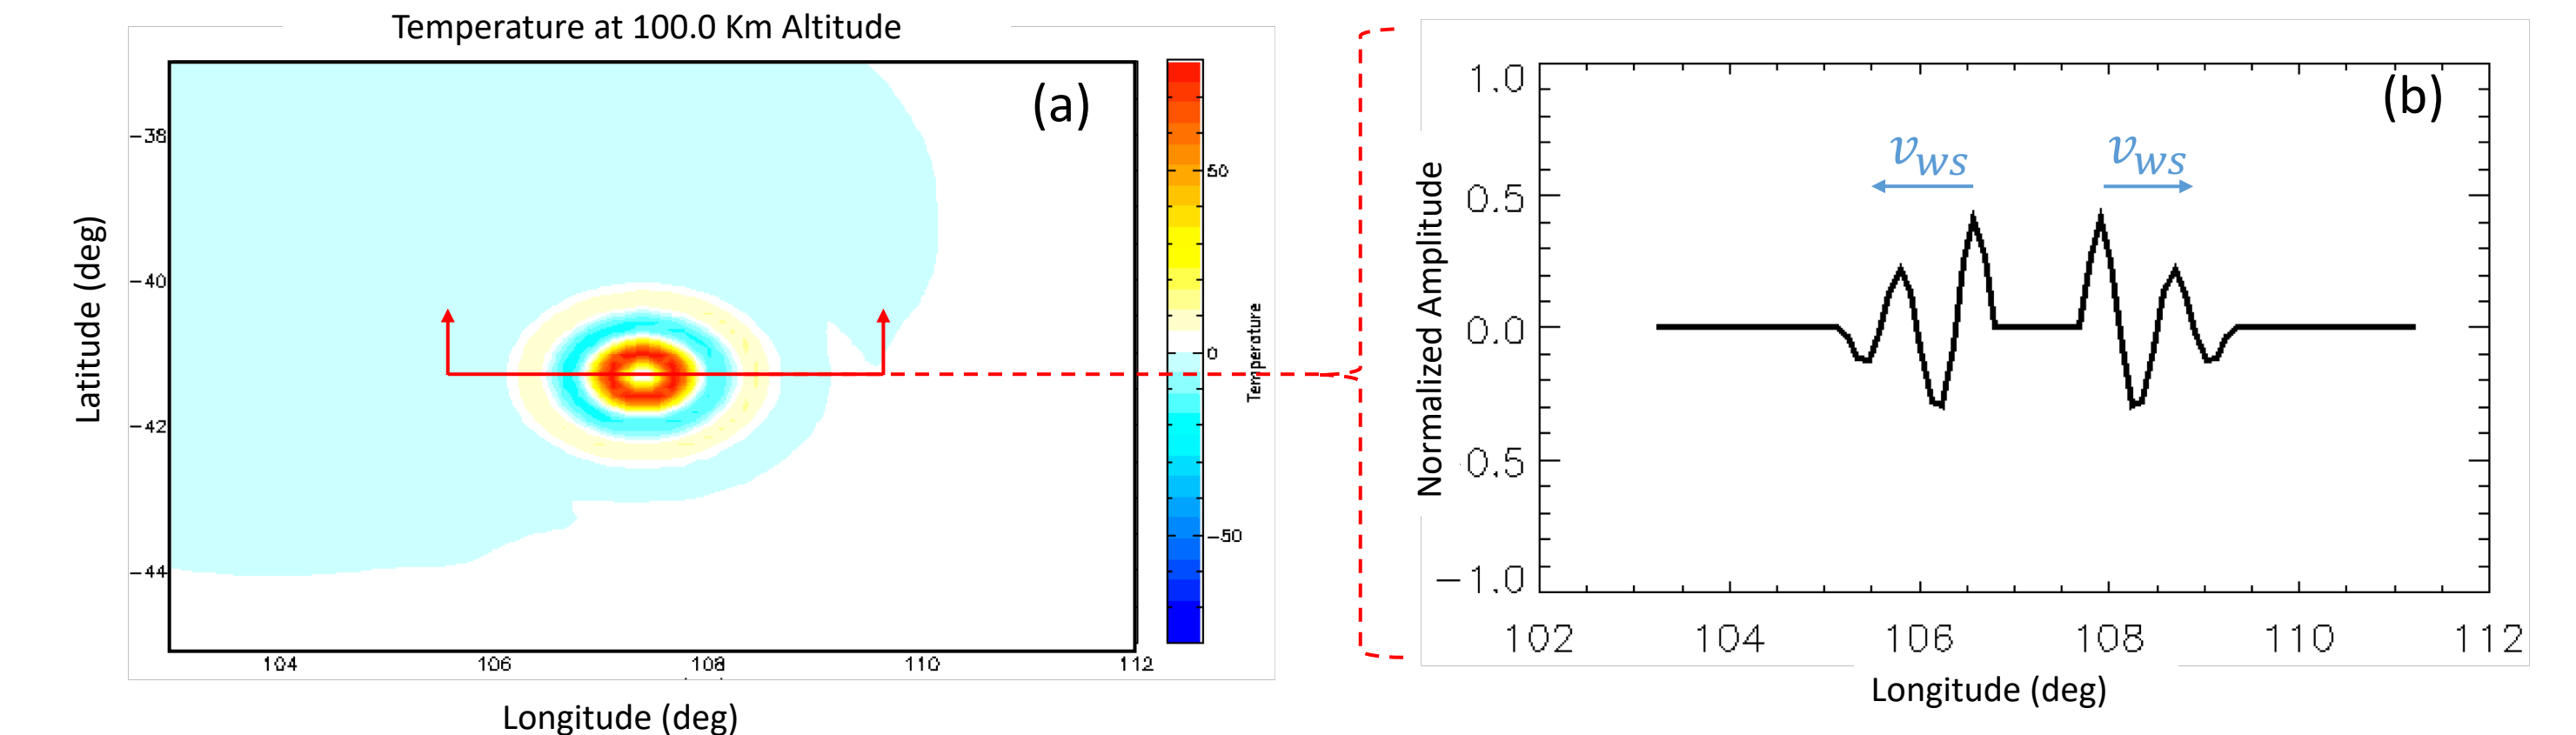 Temperature at 100.0 Km Altitude
(a)
−38
−40
−42
−44
Latitude (deg)
104
106
108
110
112
Longitude (deg)
50
0
−50
Temperature
(b)
v_ws
v_ws
1.0
0.5
0.0
0.5
−1.0
Normalized Amplitude
102
104
106
108
110
112
Longitude (deg)